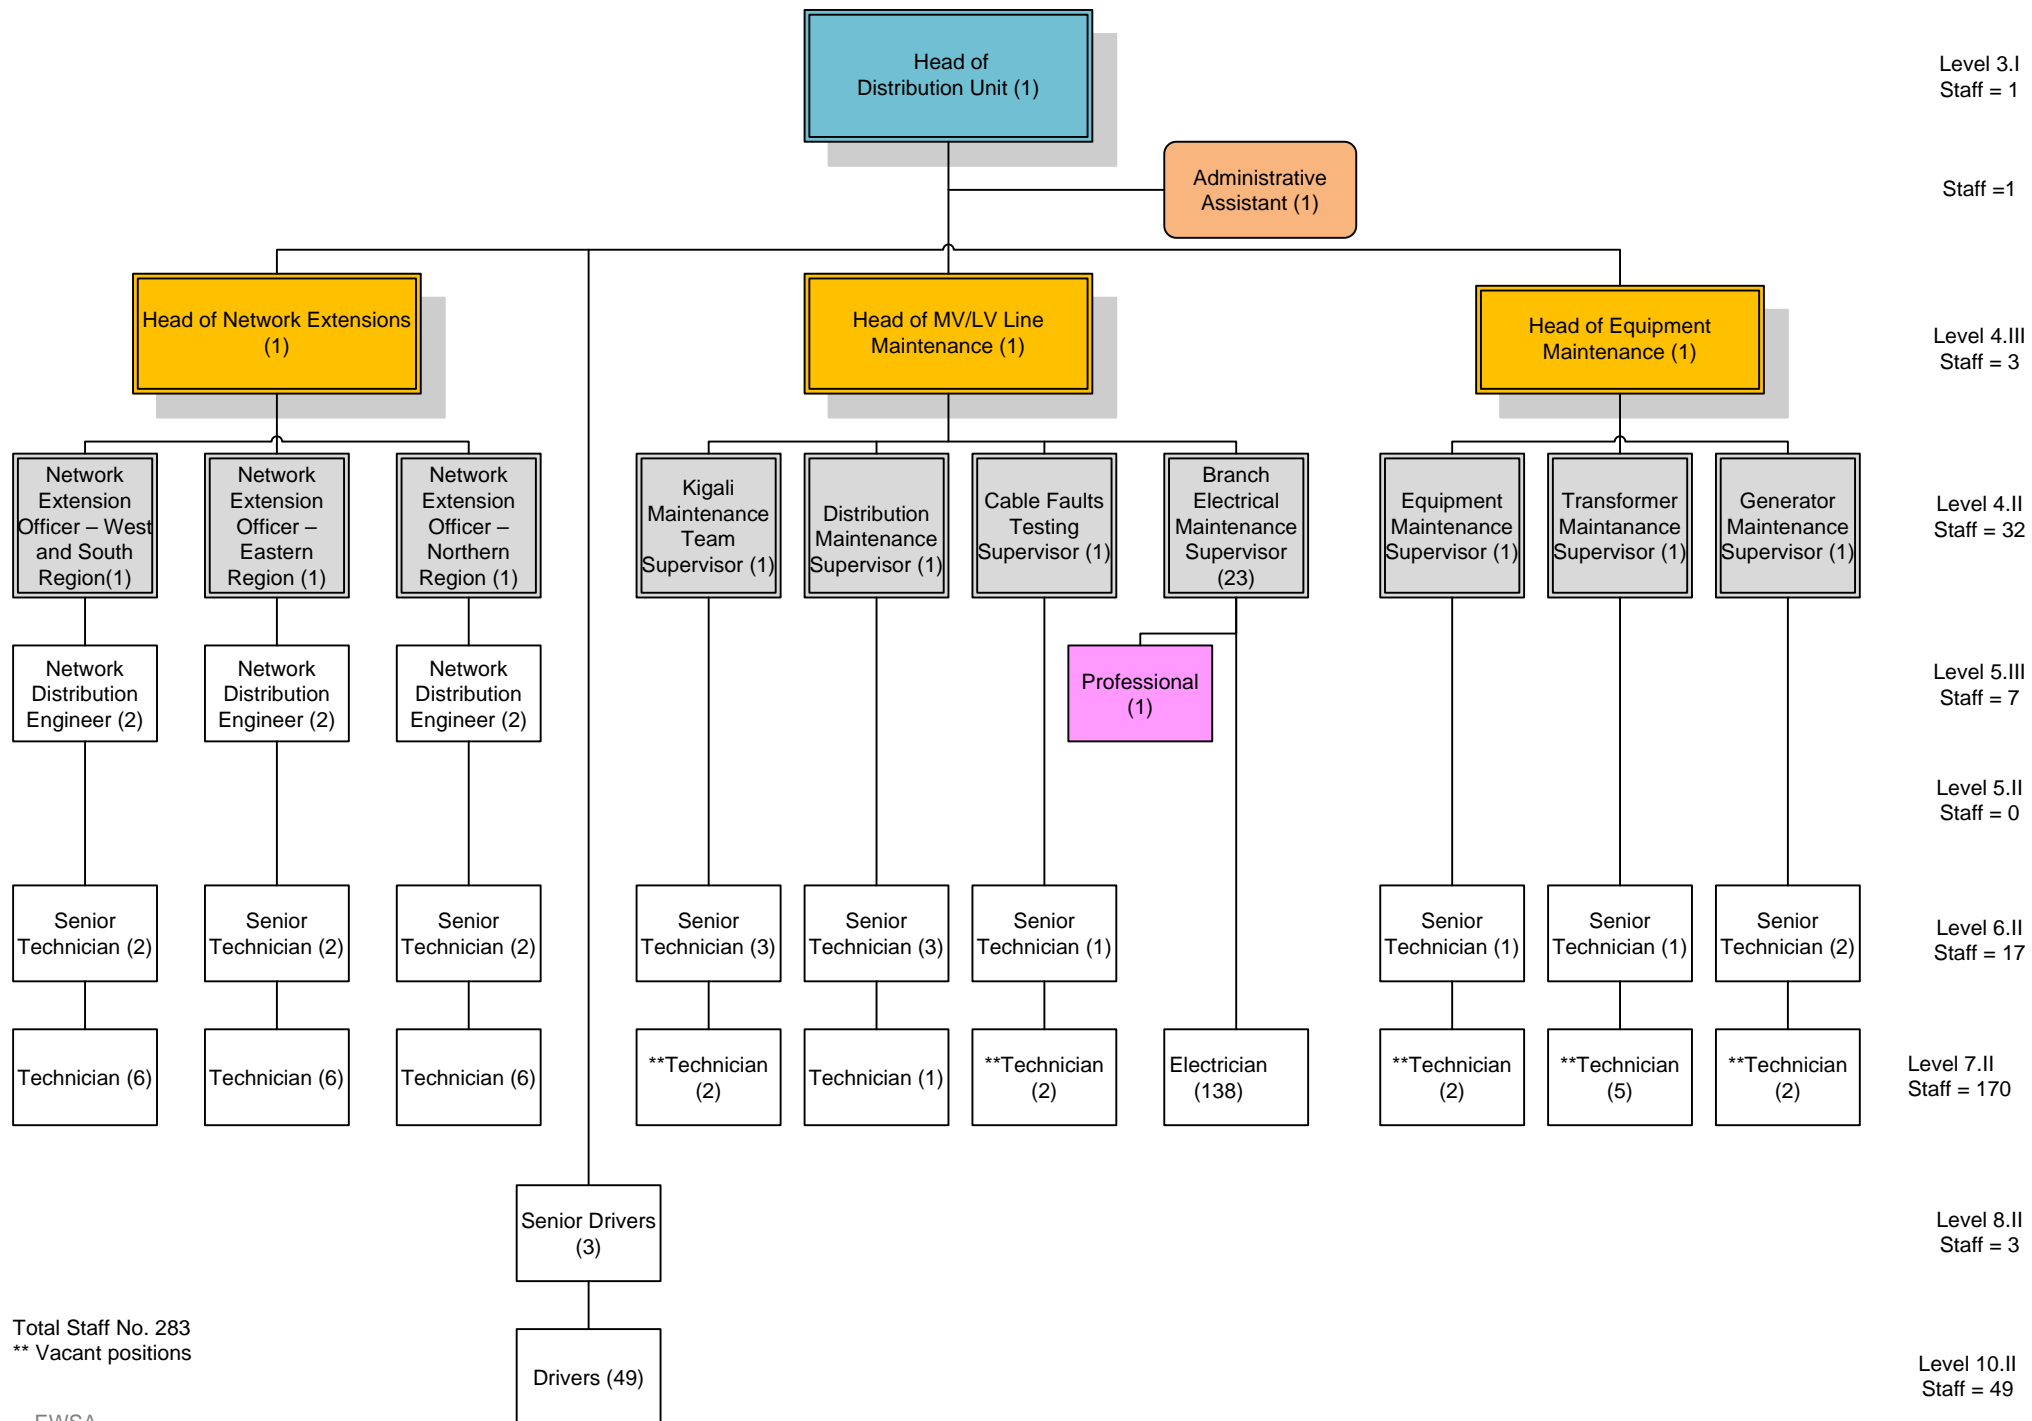 Head of
Distribution Unit (1)
Level 3.I
Staff = 1
Administrative
Assistant (1)
Staff =1
Head of Network Extensions
(1)
Head of MV/LV Line
Maintenance (1)
Head of Equipment
Maintenance (1)
Level 4.III
Staff = 3
Network
Extension
Officer – West
and South
Region(1)
Network
Extension
Officer –
Eastern
Region (1)
Network
Extension
Officer –
Northern
Region (1)
Kigali
Maintenance
Team
Supervisor (1)
Distribution
Maintenance
Supervisor (1)
Cable Faults
Testing
Supervisor (1)
Branch
Electrical
Maintenance
Supervisor
(23)
Equipment
Maintenance
Supervisor (1)
Transformer
Maintanance
Supervisor (1)
Generator
Maintenance
Supervisor (1)
Level 4.II
Staff = 32
Network
Distribution
Engineer (2)
Network
Distribution
Engineer (2)
Network
Distribution
Engineer (2)
Professional
(1)
Level 5.III
Staff = 7
Level 5.II
Staff = 0
Senior
Technician (2)
Senior
Technician (2)
Senior
Technician (2)
Senior
Technician (3)
Senior
Technician (3)
Senior
Technician (1)
Senior
Technician (1)
Senior
Technician (1)
Senior
Technician (2)
Level 6.II
Staff = 17
Technician (6)
Technician (6)
Technician (6)
**Technician
(2)
Technician (1)
**Technician
(2)
Electrician
(138)
**Technician
(2)
**Technician
(5)
**Technician
(2)
Level 7.II
Staff = 170
Senior Drivers
(3)
Level 8.II
Staff = 3
Total Staff No. 283
** Vacant positions
Drivers (49)
Level 10.II
Staff = 49
EWSA